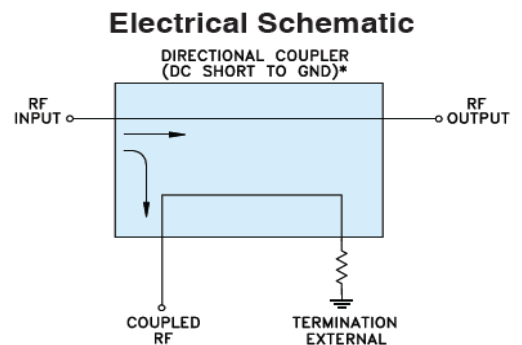 Electrical Schematic
DIRECTIONAL COUPLER
(DC SHORT TO GND)*
RF
INPUT
RF
OUTPUT
COUPLED
RF
TERMINATION
EXTERNAL